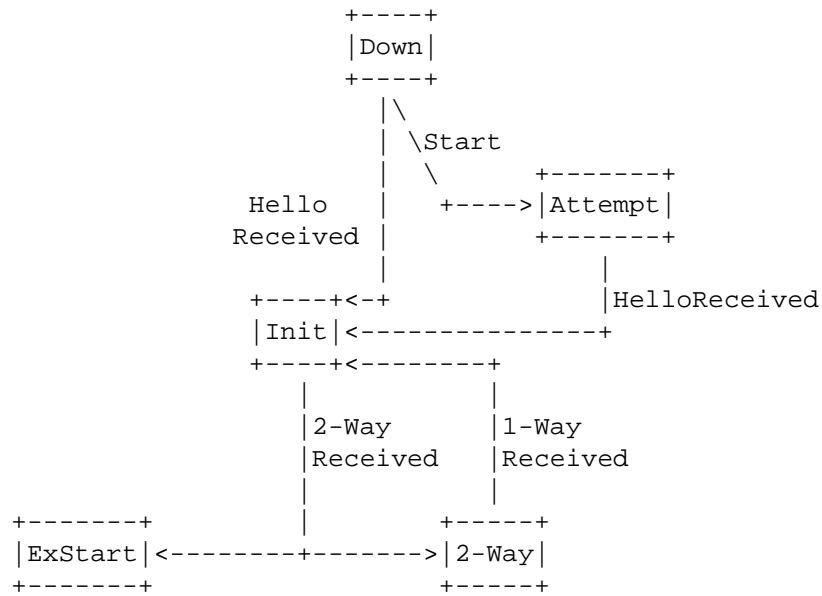 Down
Start
Attempt
Hello
Received
HelloReceived
Init
2-Way
Received
1-Way
Received
ExStart
2-Way